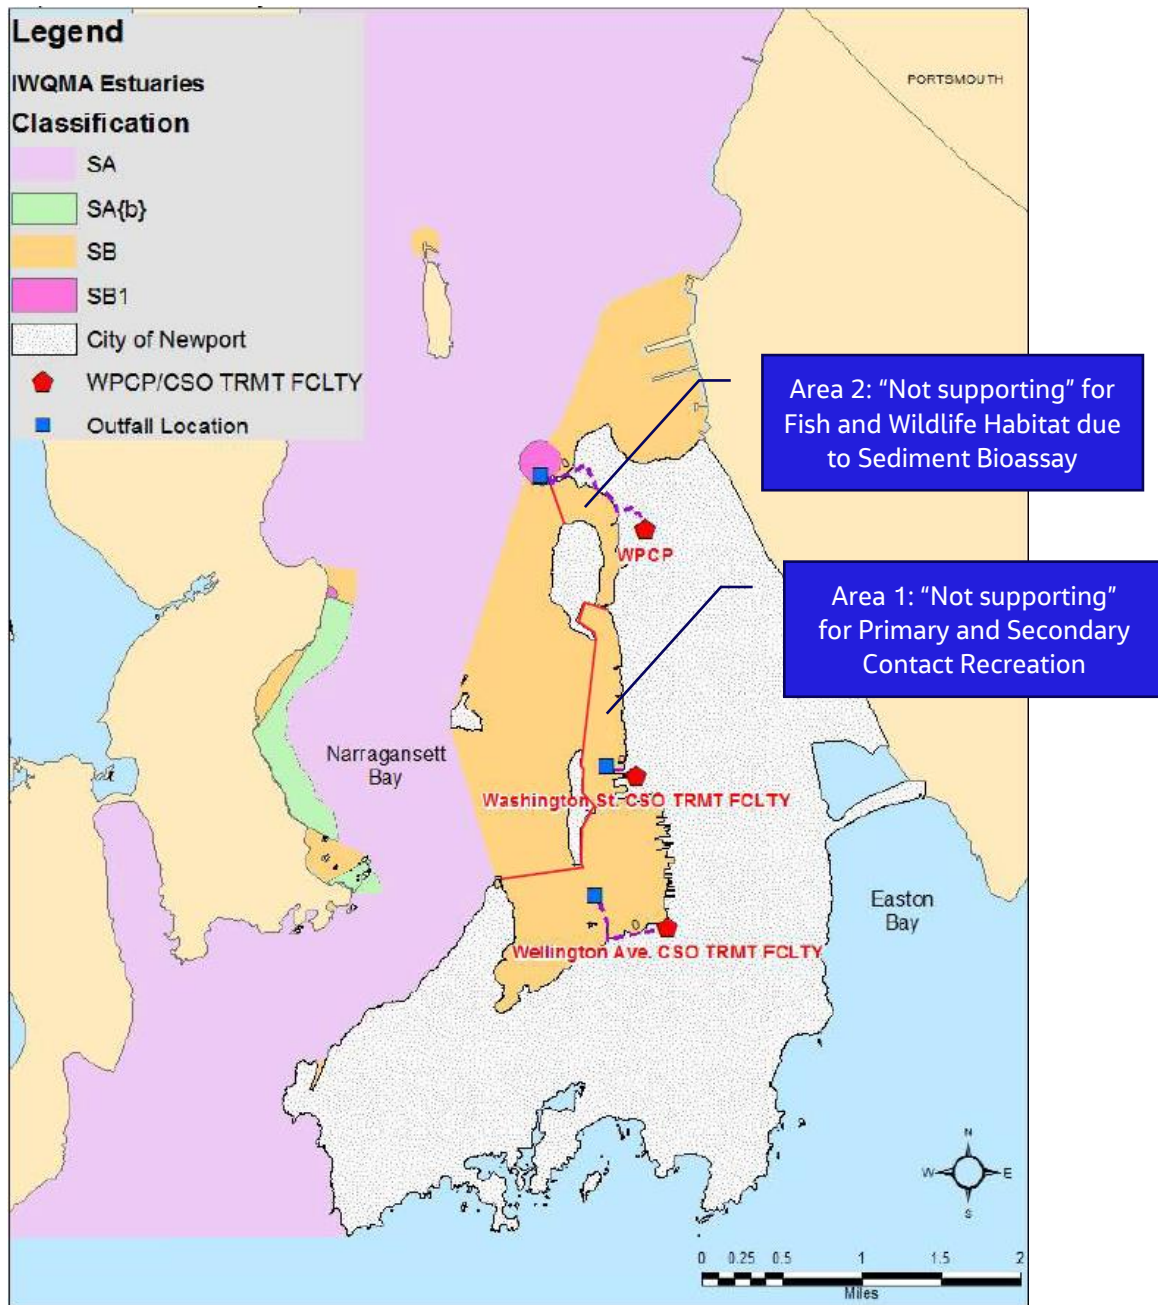 Legend
IWQMA Estuaries
Classification
SA
SA{b}
SB
SB1
City of Newport
WPCP/CSO TRMT FCLTY
Outfall Location
PORTSMOUTH
Area 2: “Not supporting” for
Fish and Wildlife Habitat due
to Sediment Bioassay
WPCP
Area 1: “Not supporting”
for Primary and Secondary
Contact Recreation
Narragansett
Bay
Washington St. CSO TRMT FCLTY
Easton
Bay
Wellington Ave. CSO TRMT FCLTY
N
W E
S
0 0.25 0.5 1 1.5 2
Miles